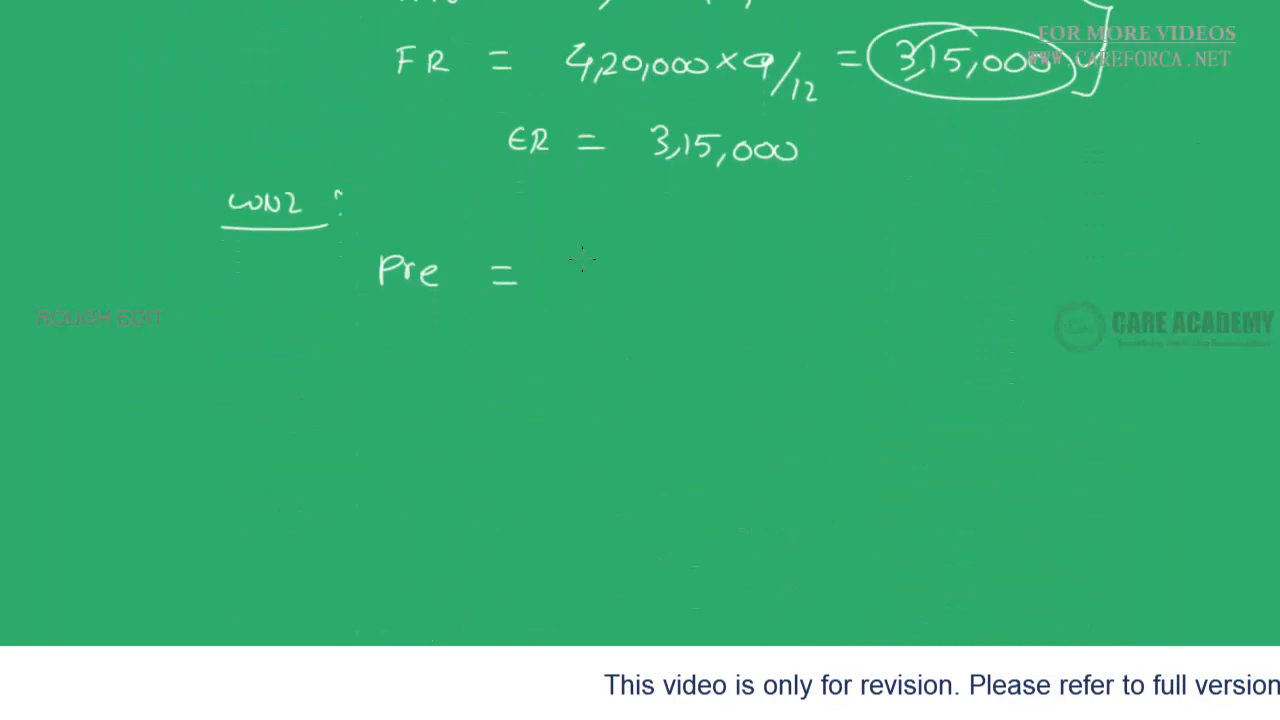 FOR MORE VIDEOS
WWW.CAREFORCA.NET
FR = 4,20,000 × 9/12 = 3,15,000
ER = 3,15,000
WN2 :
Pre =
ROUGH EDIT
CARE ACADEMY
This video is only for revision. Please refer to full version